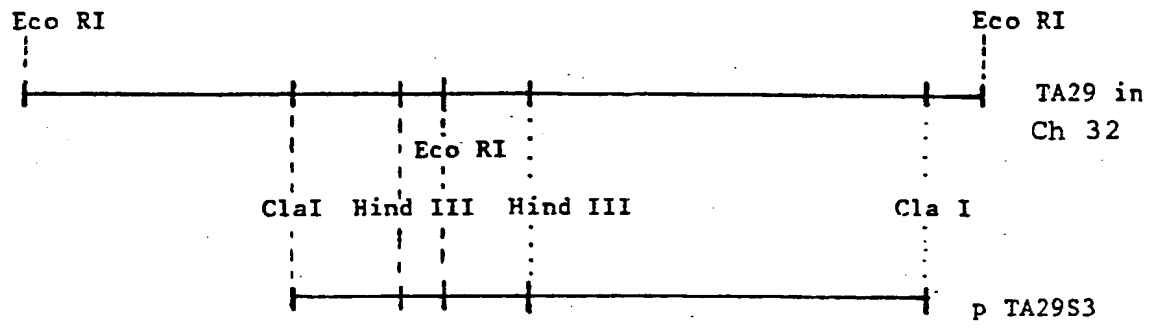 Eco RI Eco RI
TA29 in
Ch 32
Eco RI
ClaI Hind III Hind III Cla I
p TA29S3